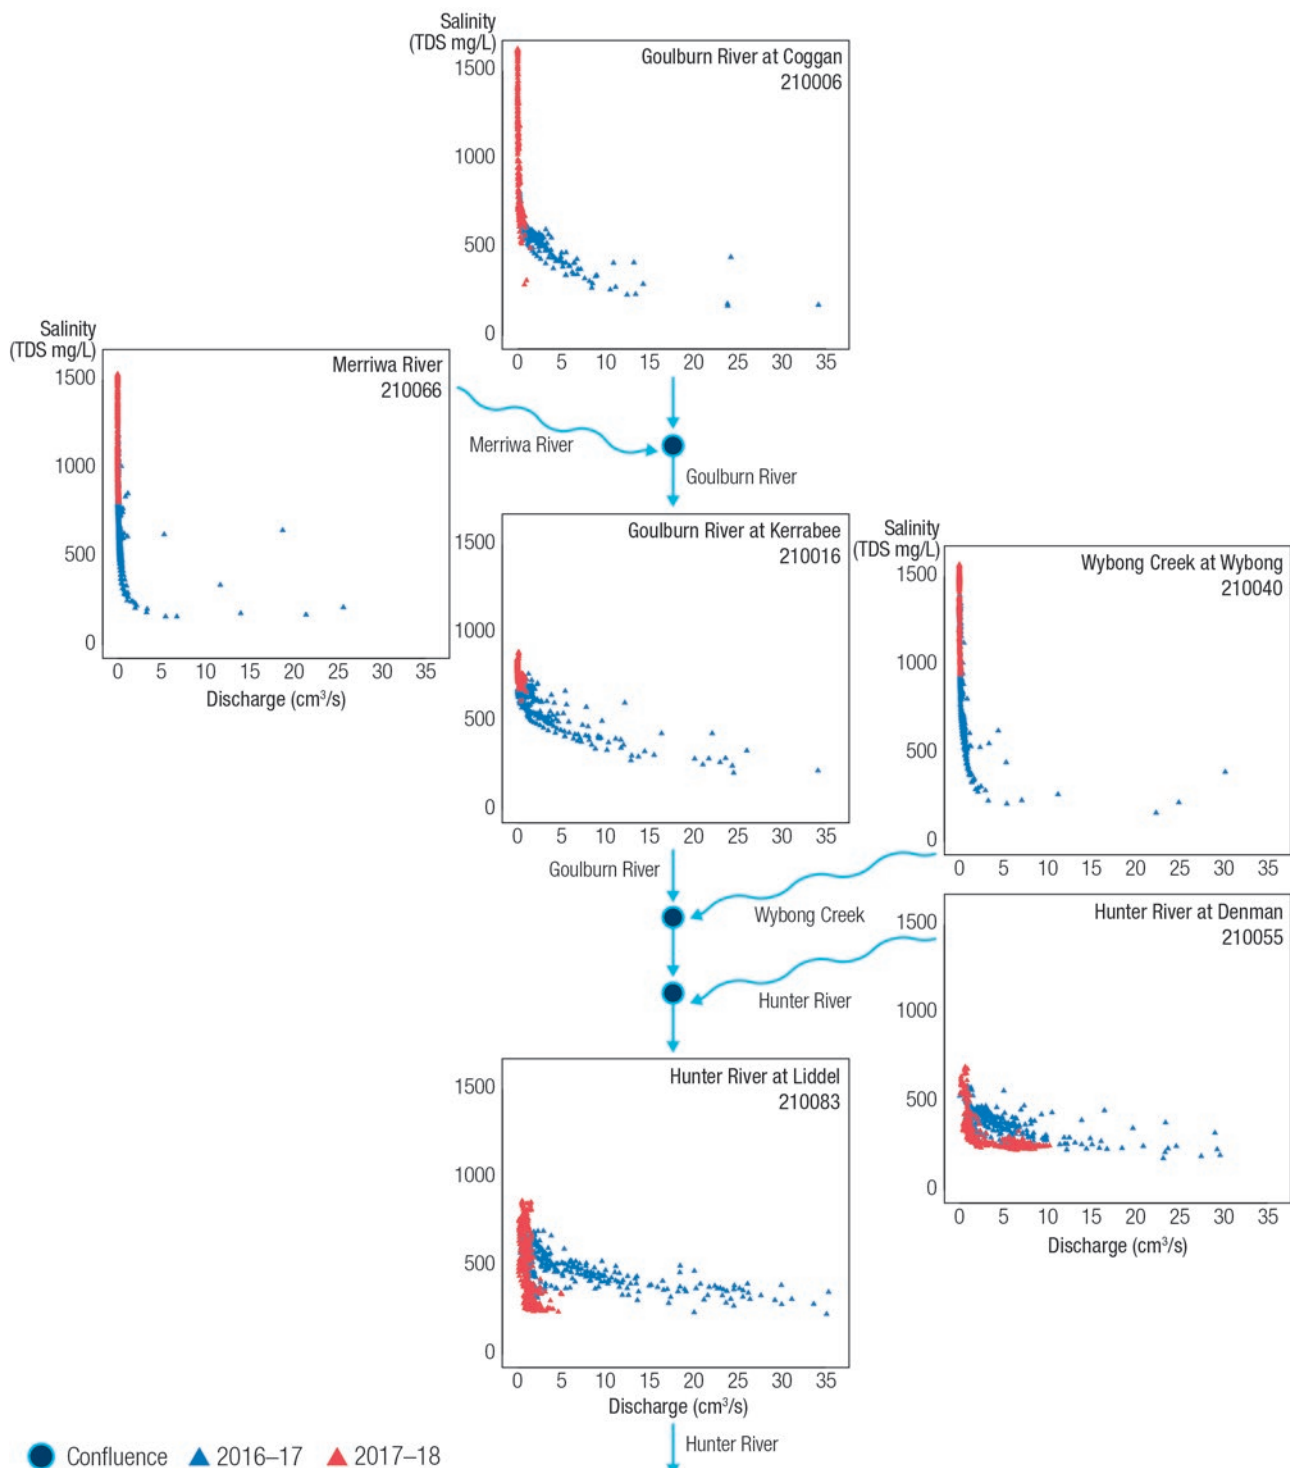 Salinity
(TDS mg/L)
Goulburn River at Coggan
210006
1500
1000
500
0
0 5 10 15 20 25 30 35
Salinity
(TDS mg/L)
Merriwa River
210066
1500
1000
500
0
0 5 10 15 20 25 30 35
Discharge (cm³/s)
Merriwa River
Goulburn River
Goulburn River at Kerrabee
210016
1500
1000
500
0
0 5 10 15 20 25 30 35
Salinity
(TDS mg/L)
Wybong Creek at Wybong
210040
1500
1000
500
0
0 5 10 15 20 25 30 35
Goulburn River
Wybong Creek
Hunter River at Denman
210055
1500
1000
500
0
0 5 10 15 20 25 30 35
Discharge (cm³/s)
Hunter River
Hunter River at Liddel
210083
1500
1000
500
0
0 5 10 15 20 25 30 35
Discharge (cm³/s)
Hunter River
Confluence 2016–17 2017–18